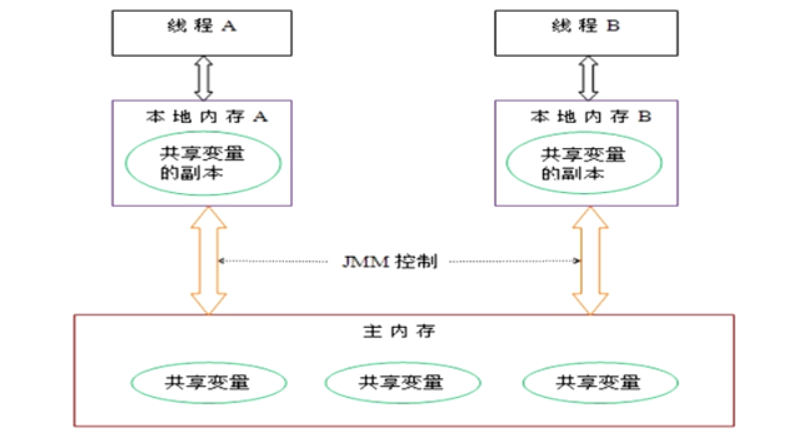 线程 A
线程 B
本地内存 A
本地内存 B
共享变量
的副本
共享变量
的副本
JMM 控制
主内存
共享变量
共享变量
共享变量